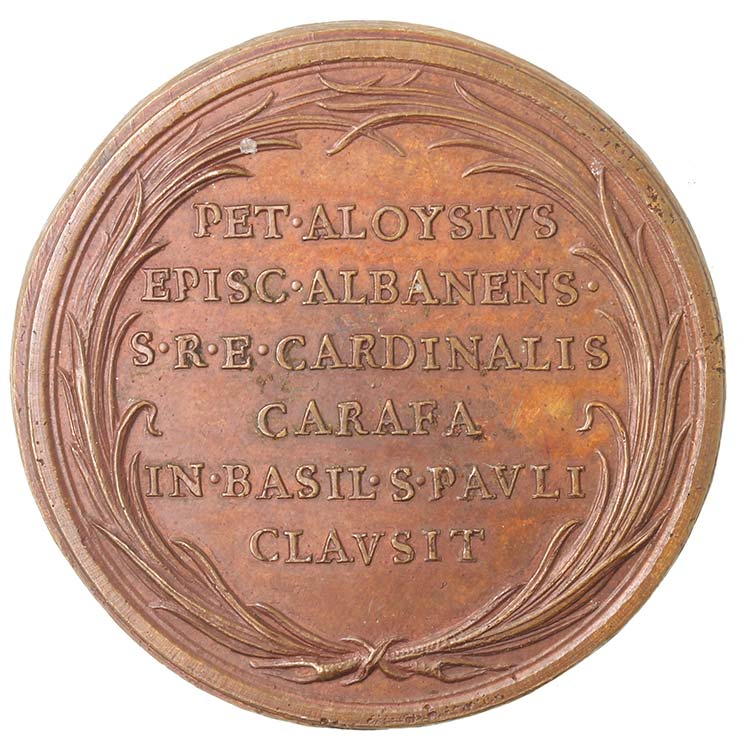 PET·ALOYSIVS
EPISC·ALBANENS·
S·R·E·CARDINALIS
CARAFA
IN·BASIL·S·PAVLI
CLAVSIT